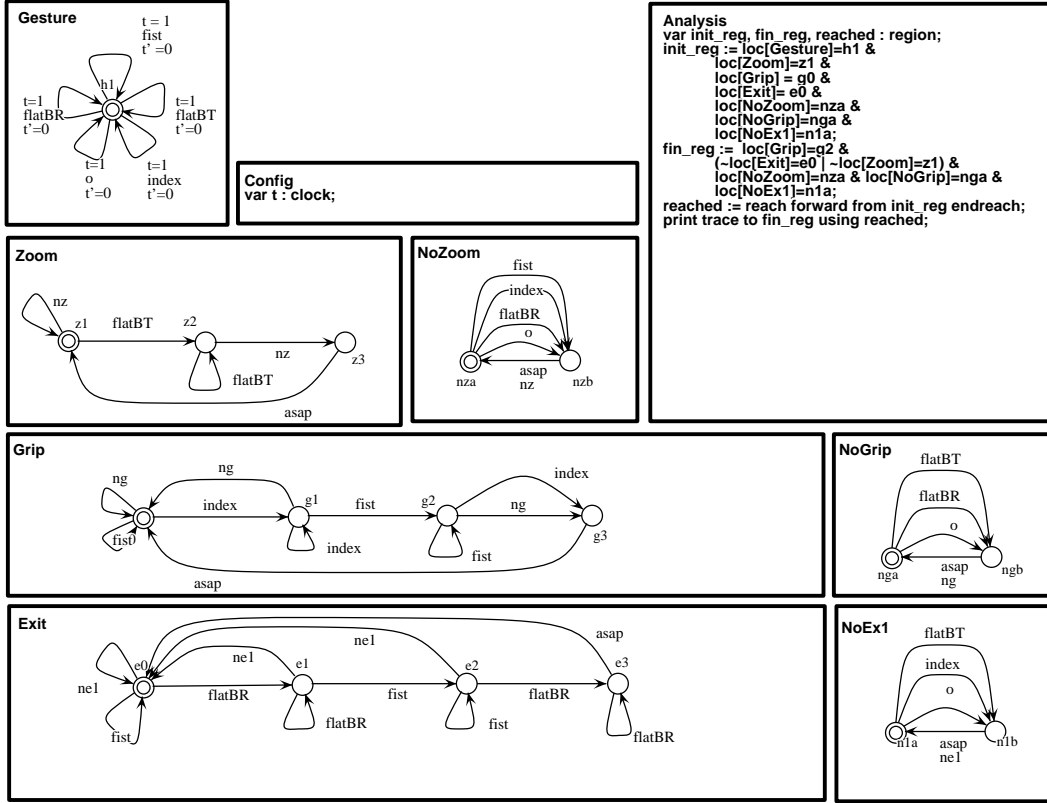 Gesture
t = 1
fist
t' =0
h1
t=1
flatBR
t'=0
t=1
flatBT
t'=0
t=1
o
t'=0
t=1
index
t'=0
Config
var t : clock;
Analysis
var init_reg, fin_reg, reached : region;
init_reg := loc[Gesture]=h1 &
loc[Zoom]=z1 &
loc[Grip] = g0 &
loc[Exit]= e0 &
loc[NoZoom]=nza &
loc[NoGrip]=nga &
loc[NoEx1]=n1a;
fin_reg := loc[Grip]=g2 &
(~loc[Exit]=e0 | ~loc[Zoom]=z1) &
loc[NoZoom]=nza & loc[NoGrip]=nga &
loc[NoEx1]=n1a;
reached := reach forward from init_reg endreach;
print trace to fin_reg using reached;
Zoom
nz
z1
flatBT
z2
nz
z3
flatBT
asap
NoZoom
fist
index
flatBR
o
nza
asap
nz
nzb
Grip
ng
ng
index
g1
fist
g2
index
ng
g3
fist
index
fist
asap
NoGrip
flatBT
flatBR
o
nga
asap
ng
ngb
Exit
asap
ne1
ne1
e0
e1
e2
e3
ne1
flatBR
fist
flatBR
fist
flatBR
fist
flatBR
NoEx1
flatBT
index
o
n1a
asap
ne1
n1b